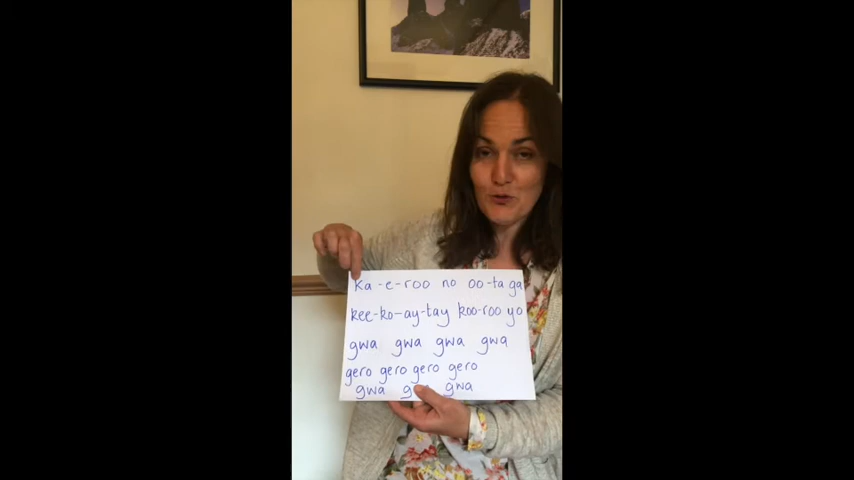 Ka-e-roo no oo-ta ga
kee-ko-ay-tay koo-roo yo
gwa gwa gwa gwa
gero gero gero gero
gwa gwa